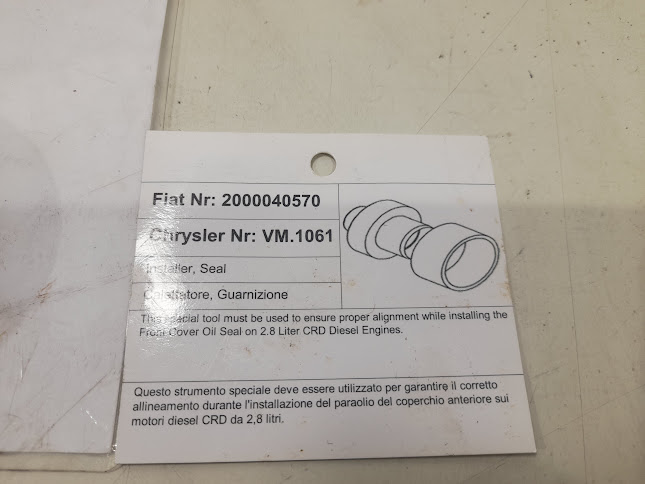 Fiat Nr: 2000040570
Chrysler Nr: VM.1061
Installer, Seal
Calettatore, Guarnizione
This special tool must be used to ensure proper alignment while installing the
Front Cover Oil Seal on 2.8 Liter CRD Diesel Engines.
Questo strumento speciale deve essere utilizzato per garantire il corretto
allineamento durante l'installazione del paraolio del coperchio anteriore sui
motori diesel CRD da 2,8 litri.